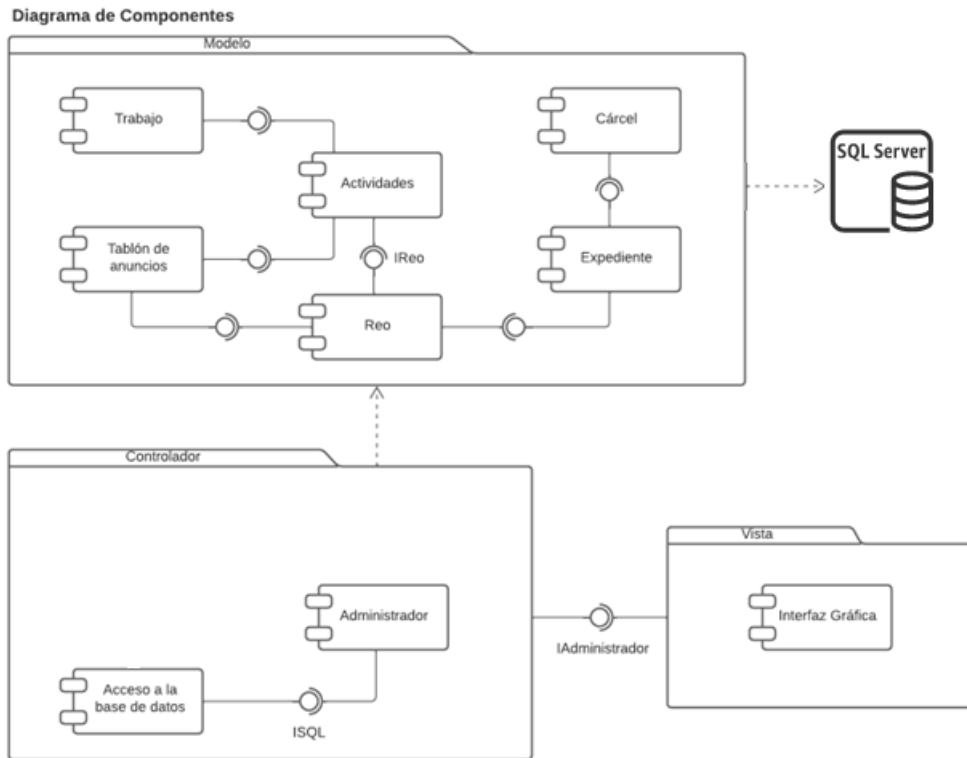 Diagrama de Componentes
Modelo
Trabajo
Cárcel
SQL Server
Actividades
Tablón de
anuncios
IReo
Expediente
Reo
Controlador
Vista
Administrador
Interfaz Gráfica
IAdministrador
Acceso a la
base de datos
ISQL